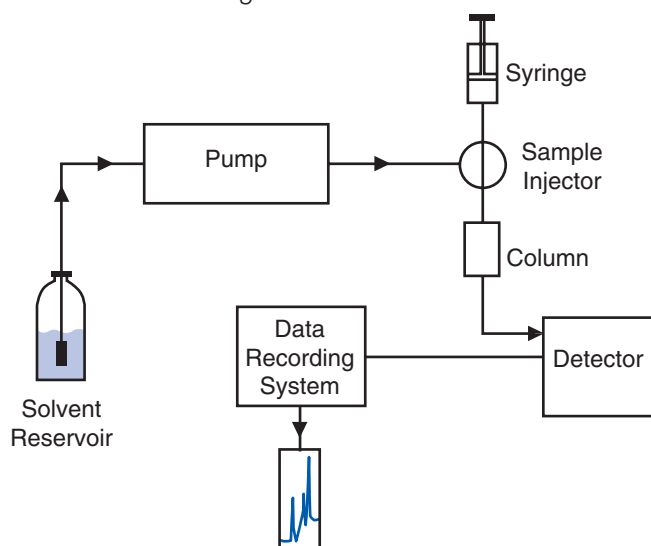 Syringe
Pump
Sample
Injector
Column
Data
Recording
System
Detector
Solvent
Reservoir